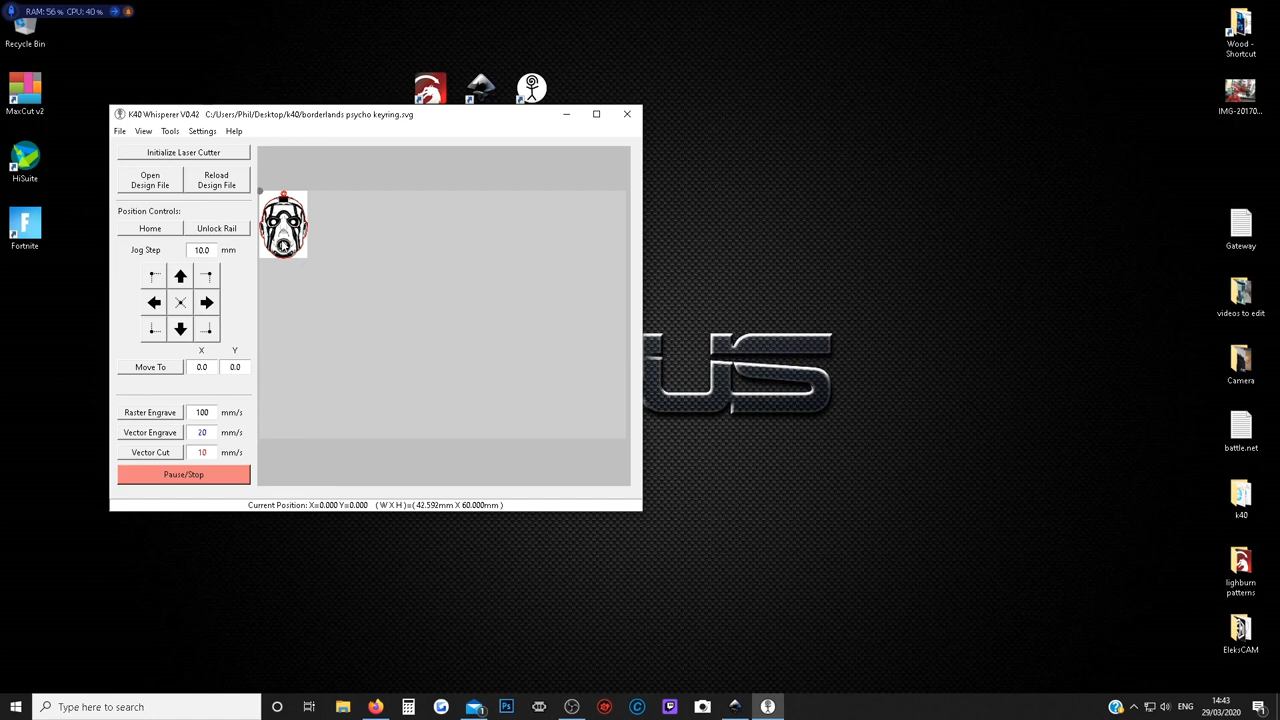 RAM: 56 % CPU: 40 %
Recycle Bin
MaxCut v2
HiSuite
Fortnite
K40 Whisperer V0.42 C:/Users/Phil/Desktop/k40/borderlands psycho keyring.svg
File View Tools Settings Help
Initialize Laser Cutter
Open
Design File
Reload
Design File
Position Controls:
Home
Unlock Rail
Jog Step 10.0 mm
X Y
Move To 0.0 0.0
Raster Engrave 100 mm/s
Vector Engrave 20 mm/s
Vector Cut 10 mm/s
Pause/Stop
Current Position: X=0.000 Y=0.000 ( W X H )=( 42.592mm X 60.000mm )
US
Wood -
Shortcut
IMG-20170...
Gateway
videos to edit
Camera
battle.net
k40
lighburn
patterns
EleksCAM
Type here to search
1
ENG
14:43
29/03/2020
1